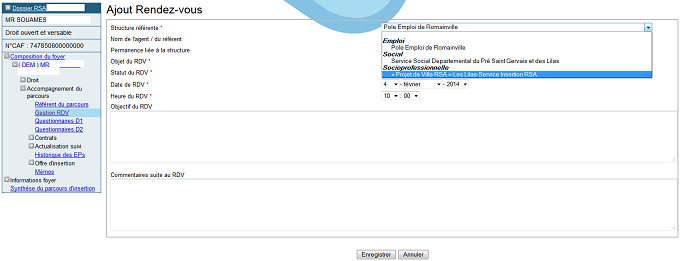 Dossier RSA
MR SOUAMES
Droit ouvert et versable
N°CAF : 747850800000000
Composition du foyer
( DEM ) MR
Droit
Accompagnement du parcours
Référent du parcours
Gestion RDV
Questionnaires D1
Questionnaires D2
Contrats
Actualisation suivi
Historique des EPs
Offre d'insertion
Mémos
Informations foyer
Synthèse du parcours d'insertion
Ajout Rendez-vous
Structure référente *
Pole Emploi de Romainville
Nom de l'agent / du référent
Permanence liée à la structure
Objet du RDV *
Statut du RDV *
Emploi
Pole Emploi de Romainville
Social
Service Social Departemental du Pré Saint Gervais et des Lilas
Socioprofessionnelle
« Projet de Ville RSA »-Les Lilas-Service Insertion RSA
Date du RDV *
4 - février - 2014
Heure du RDV *
10 : 00
Objectif du RDV
Commentaires suite au RDV
Enregistrer Annuler